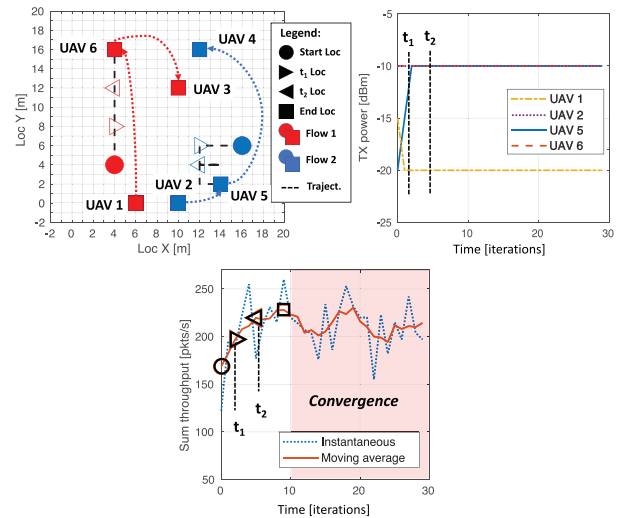 18
16
14
12
10
8
6
4
2
0
-2
Loc Y [m]
-2 0 2 4 6 8 10 12 14 16 18 20
Loc X [m]
UAV 6
UAV 4
UAV 3
UAV 2
UAV 1
UAV 5
Legend:
Start Loc
t₁ Loc
t₂ Loc
End Loc
Flow 1
Flow 2
Traject.
-5
-10
-15
-20
-25
TX power [dBm]
t₁ t₂
UAV 1
UAV 2
UAV 5
UAV 6
0 10 20 30
Time [iterations]
250
200
150
100
50
Sum throughput [pkts/s]
t₁
t₂
Convergence
Instantaneous
Moving average
0 10 20 30
Time [iterations]